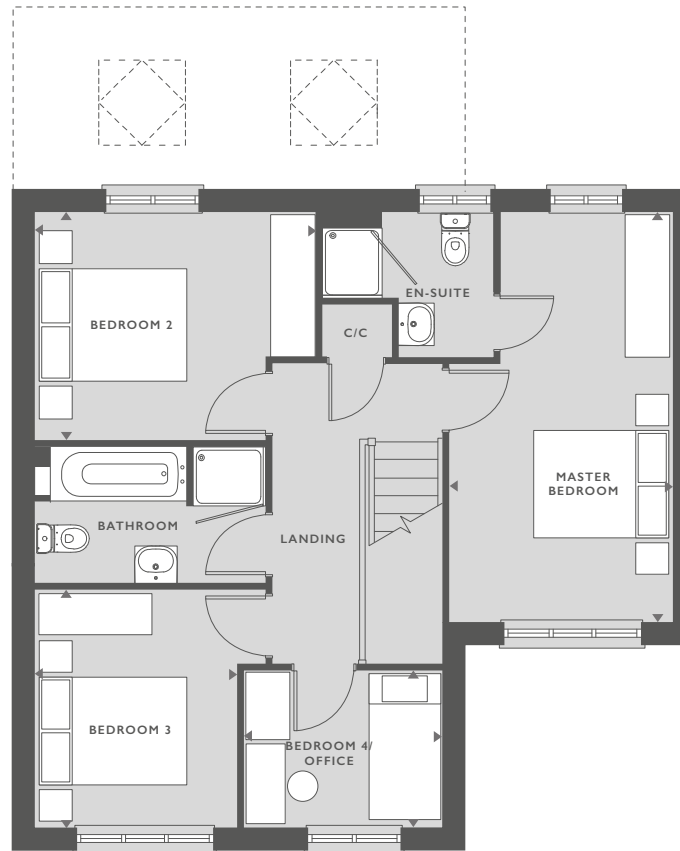 EN-SUITE
BEDROOM 2
C/C
MASTER
BEDROOM
BATHROOM
LANDING
BEDROOM 3
BEDROOM 4/
OFFICE